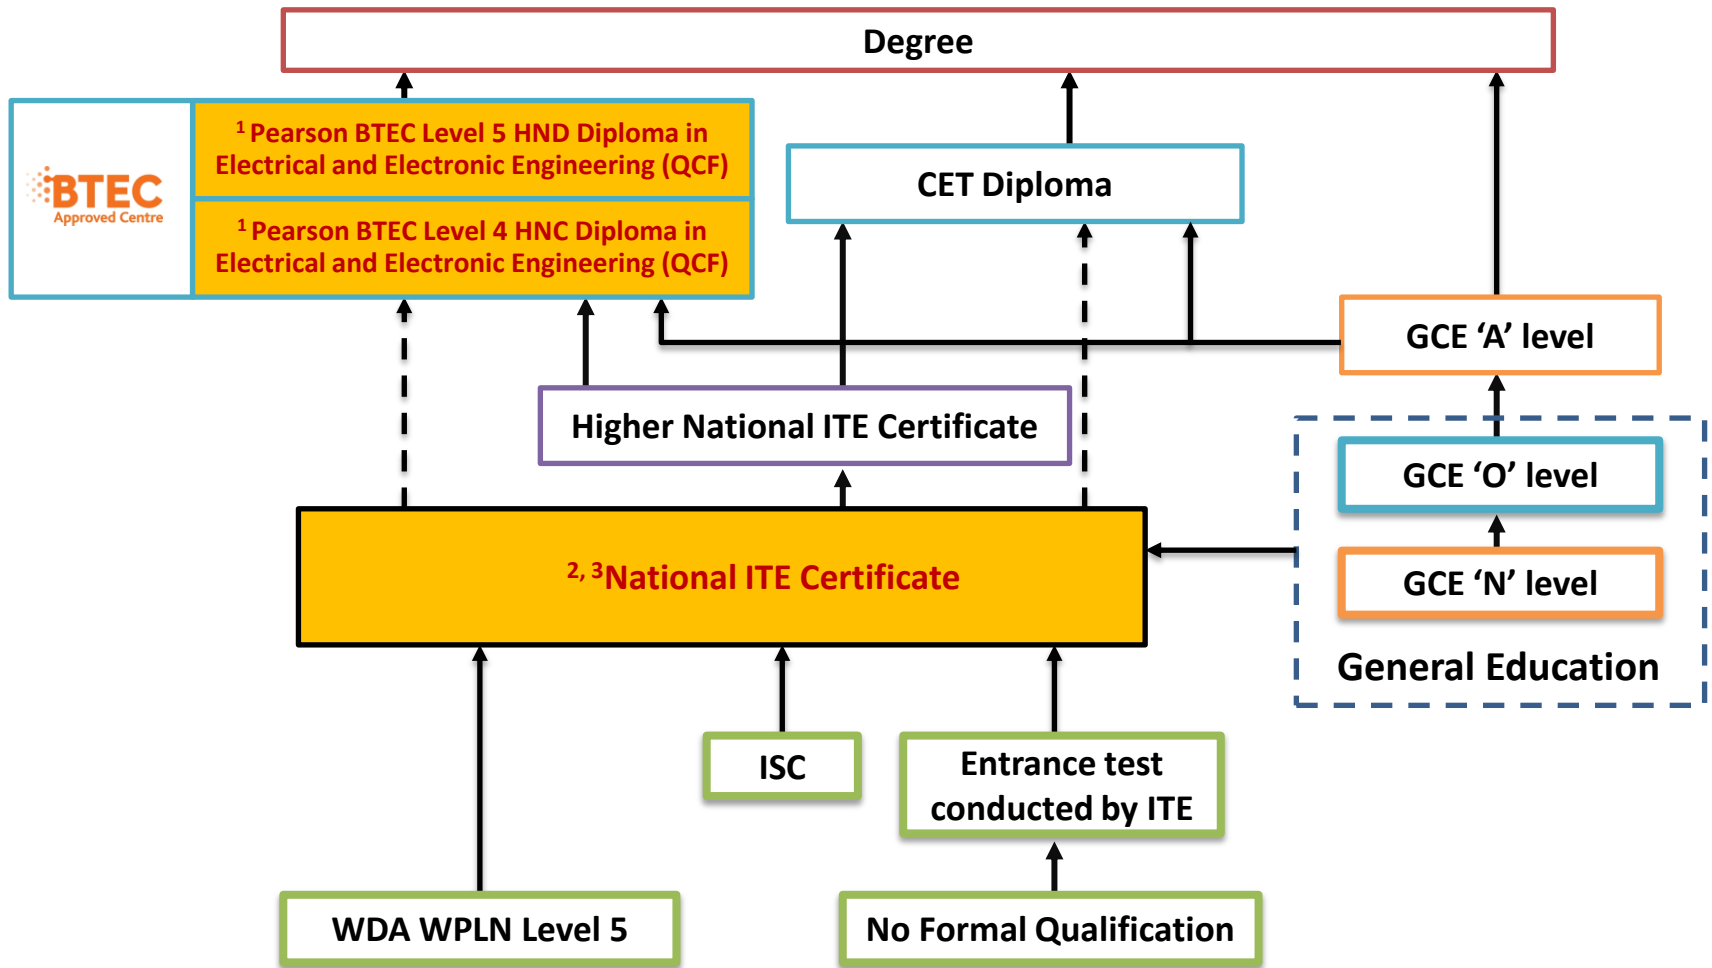 Degree
¹ Pearson BTEC Level 5 HND Diploma in
Electrical and Electronic Engineering (QCF)
BTEC
Approved Centre
¹ Pearson BTEC Level 4 HNC Diploma in
Electrical and Electronic Engineering (QCF)
CET Diploma
GCE ‘A’ level
Higher National ITE Certificate
GCE ‘O’ level
²,³National ITE Certificate
GCE ‘N’ level
General Education
ISC
Entrance test
conducted by ITE
WDA WPLN Level 5
No Formal Qualification